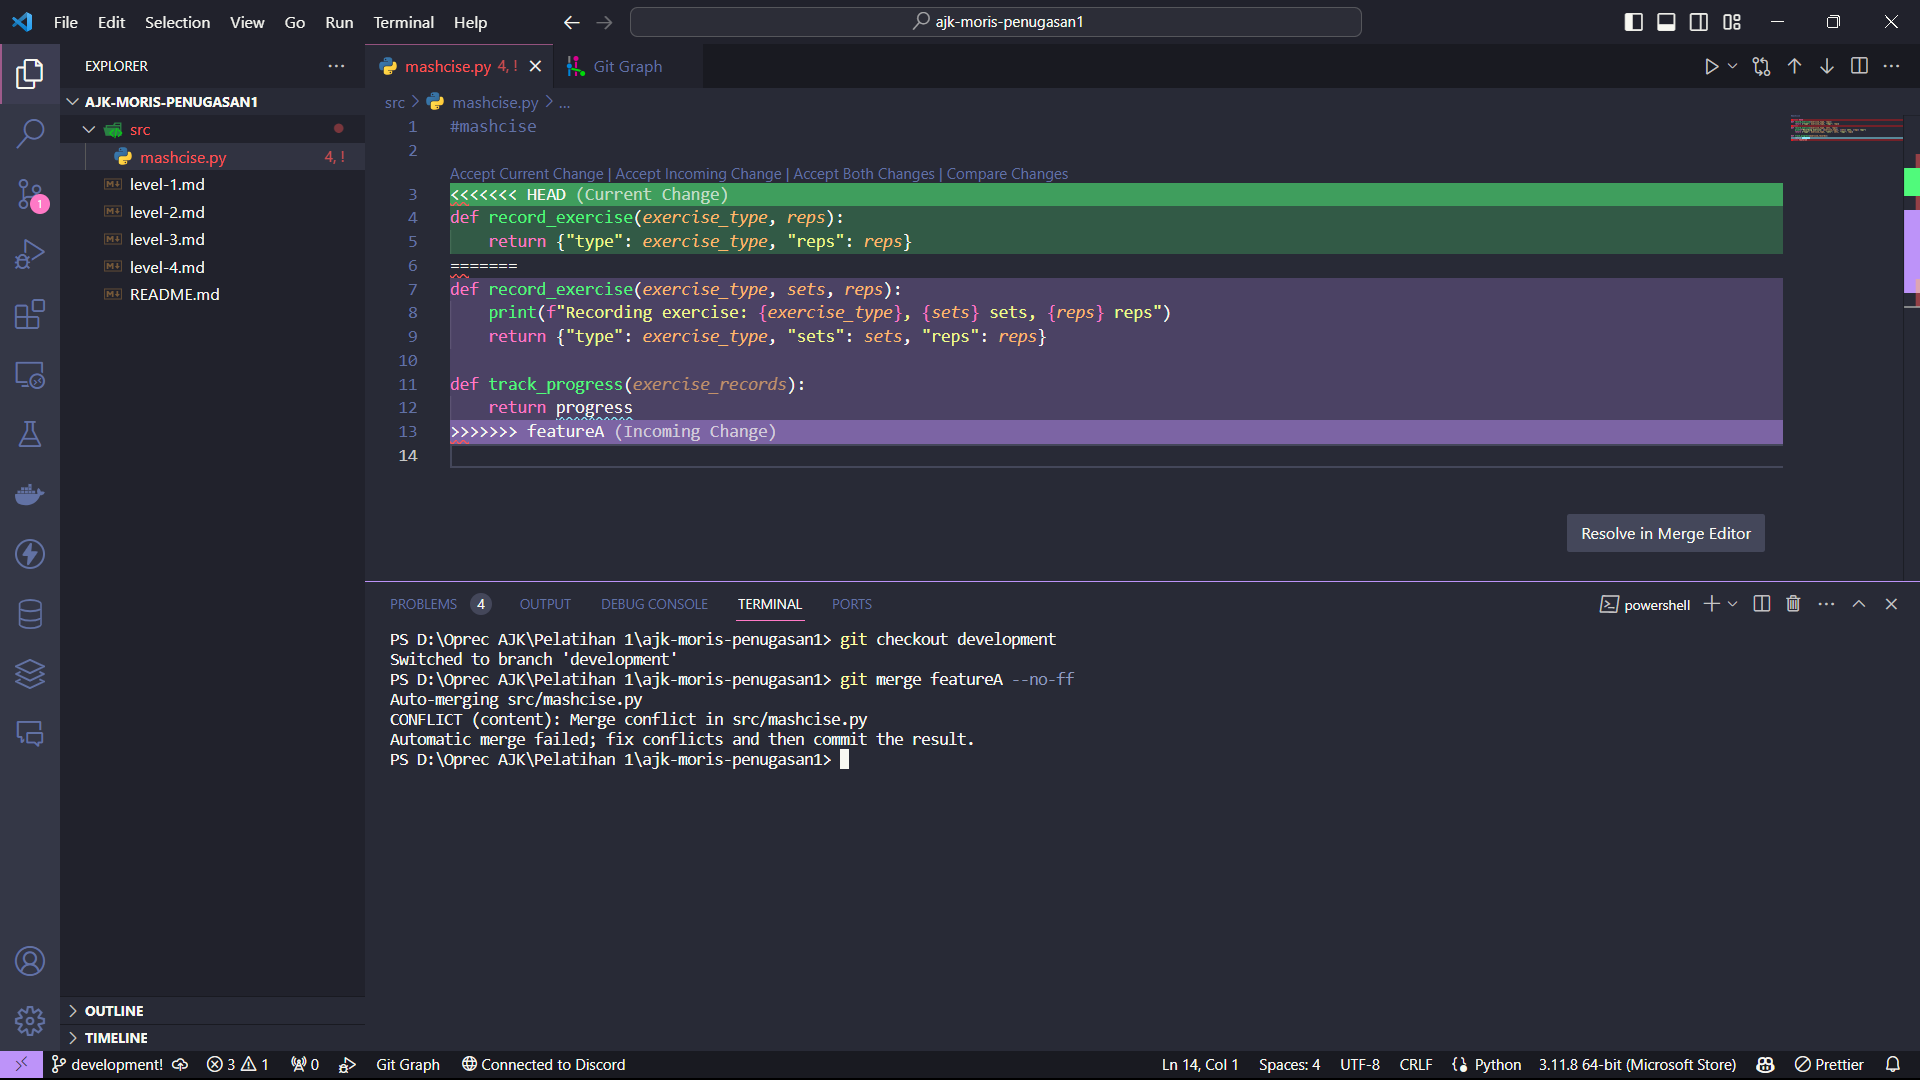 File Edit Selection View Go Run Terminal Help
ajk-moris-penugasan1
EXPLORER
AJK-MORIS-PENUGASAN1
src
mashcise.py 4, !
level-1.md
level-2.md
level-3.md
level-4.md
README.md
OUTLINE
TIMELINE
1
mashcise.py 4, !
Git Graph
src > mashcise.py > ...
1 #mashcise
2
Accept Current Change | Accept Incoming Change | Accept Both Changes | Compare Changes
3 <<<<<<< HEAD (Current Change)
4 def record_exercise(exercise_type, reps):
5     return {"type": exercise_type, "reps": reps}
6 =======
7 def record_exercise(exercise_type, sets, reps):
8     print(f"Recording exercise: {exercise_type}, {sets} sets, {reps} reps")
9     return {"type": exercise_type, "sets": sets, "reps": reps}
10
11 def track_progress(exercise_records):
12     return progress
13 >>>>>>> featureA (Incoming Change)
14
Resolve in Merge Editor
PROBLEMS 4 OUTPUT DEBUG CONSOLE TERMINAL PORTS
powershell
PS D:\Oprec AJK\Pelatihan 1\ajk-moris-penugasan1> git checkout development
Switched to branch 'development'
PS D:\Oprec AJK\Pelatihan 1\ajk-moris-penugasan1> git merge featureA --no-ff
Auto-merging src/mashcise.py
CONFLICT (content): Merge conflict in src/mashcise.py
Automatic merge failed; fix conflicts and then commit the result.
PS D:\Oprec AJK\Pelatihan 1\ajk-moris-penugasan1>
development! 3 1 0 Git Graph Connected to Discord Ln 14, Col 1 Spaces: 4 UTF-8 CRLF Python 3.11.8 64-bit (Microsoft Store) Prettier